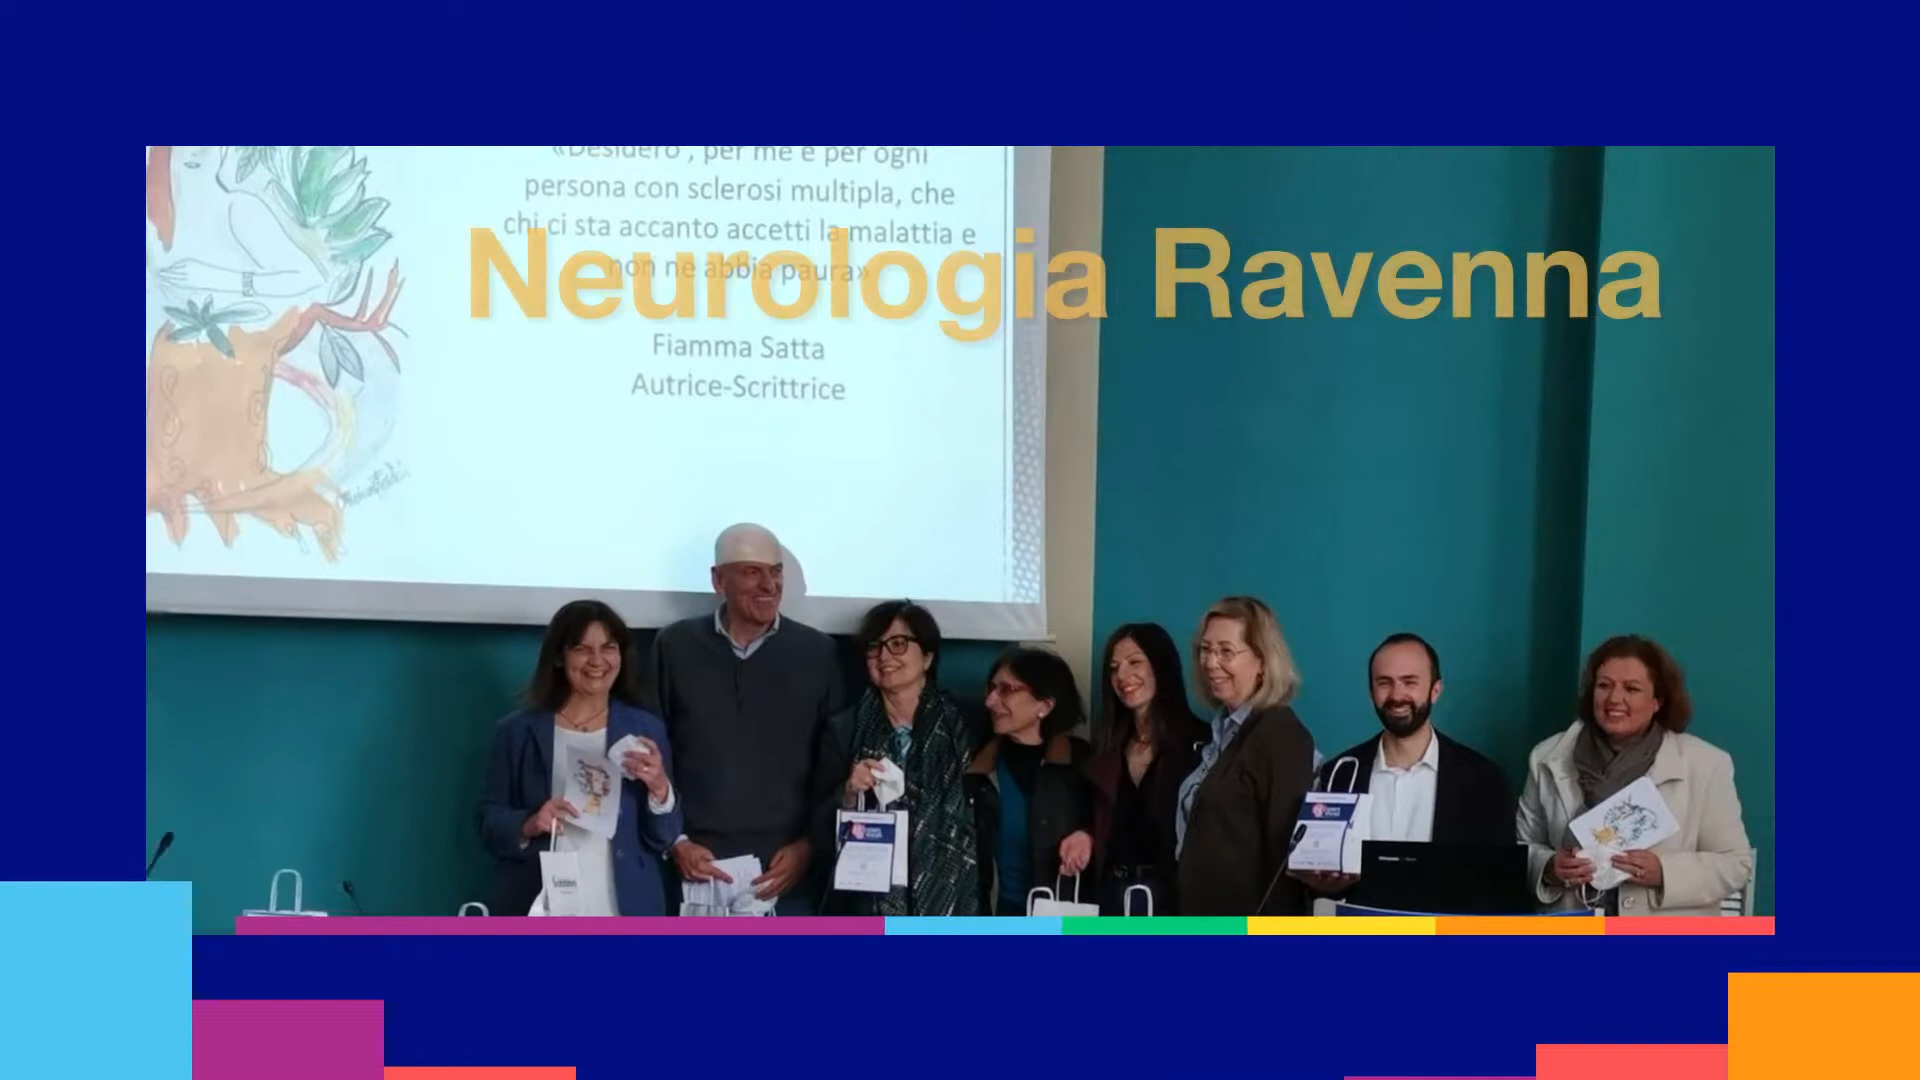 «Desidero, per me e per ogni
persona con sclerosi multipla, che
chi ci sta accanto accetti la malattia e
non ne abbia paura»
Neurologia Ravenna
Fiamma Satta
Autrice-Scrittrice